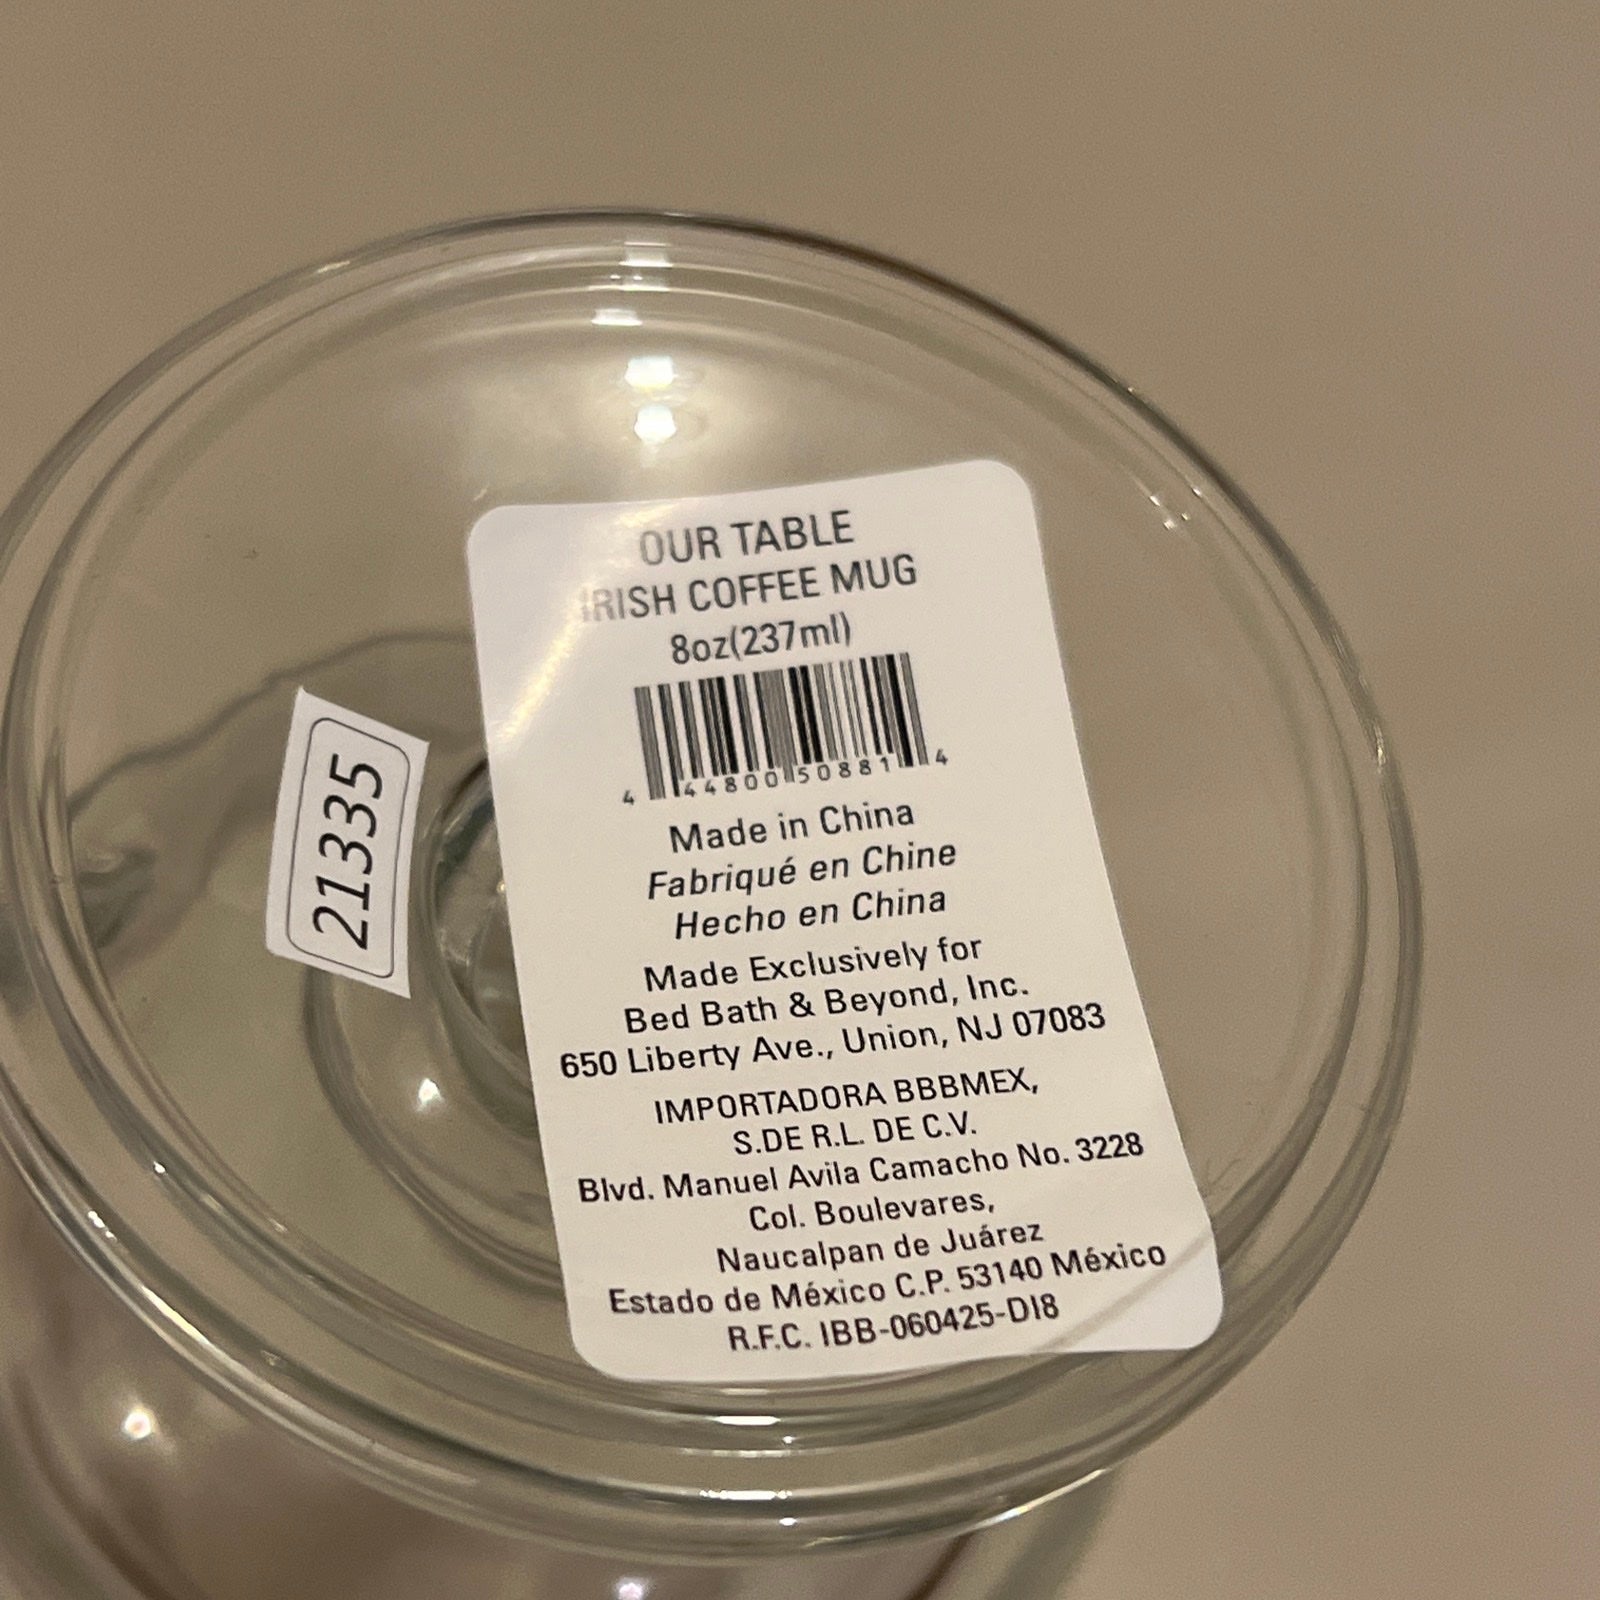 OUR TABLE
IRISH COFFEE MUG
8oz(237ml)
4 44800 50881 4
Made in China
Fabriqué en Chine
Hecho en China
Made Exclusively for
Bed Bath & Beyond, Inc.
650 Liberty Ave., Union, NJ 07083
IMPORTADORA BBBMEX,
S.DE R.L. DE C.V.
Blvd. Manuel Avila Camacho No. 3228
Col. Boulevares,
Naucalpan de Juárez
Estado de México C.P. 53140 México
R.F.C. IBB-060425-DI8
21335